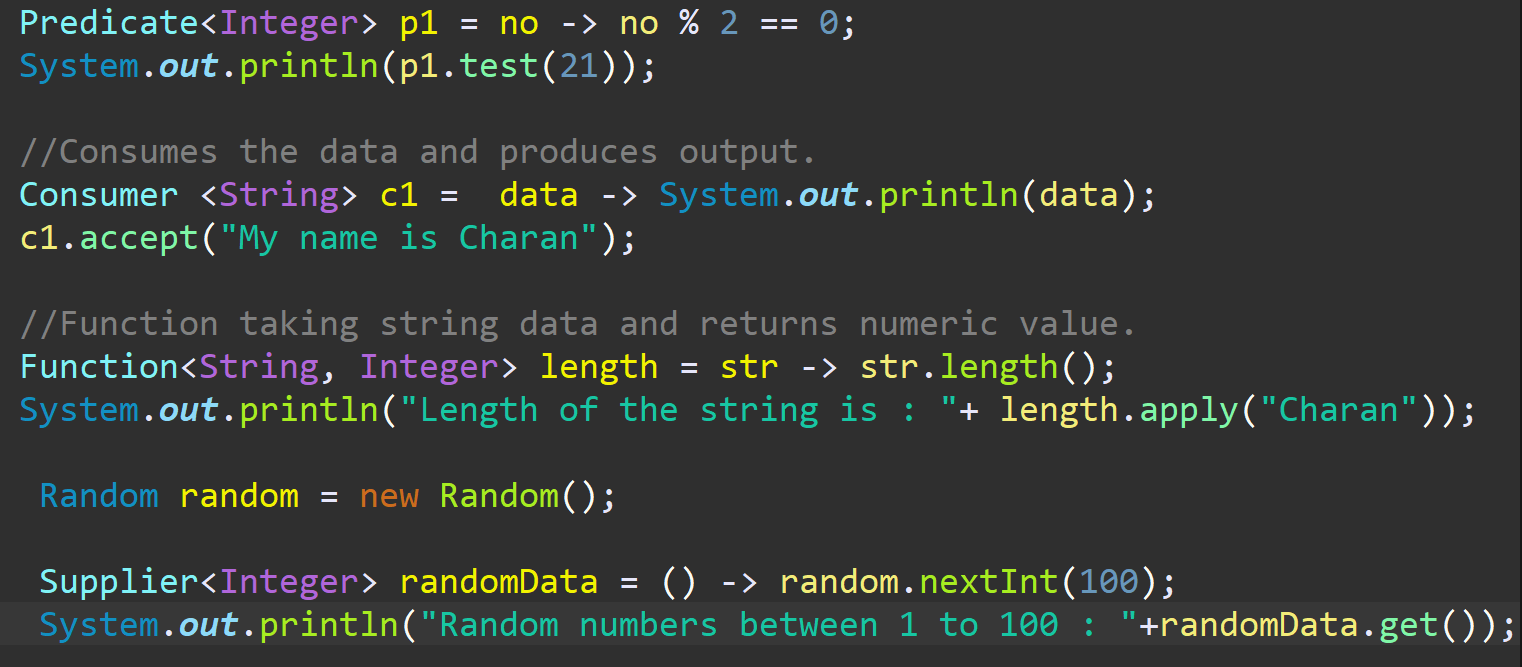 Predicate<Integer> p1 = no -> no % 2 == 0;
System.out.println(p1.test(21));
//Consumes the data and produces output.
Consumer <String> c1 =  data -> System.out.println(data);
c1.accept("My name is Charan");
//Function taking string data and returns numeric value.
Function<String, Integer> length = str -> str.length();
System.out.println("Length of the string is : "+ length.apply("Charan"));
Random random = new Random();
Supplier<Integer> randomData = () -> random.nextInt(100);
System.out.println("Random numbers between 1 to 100 : "+randomData.get());